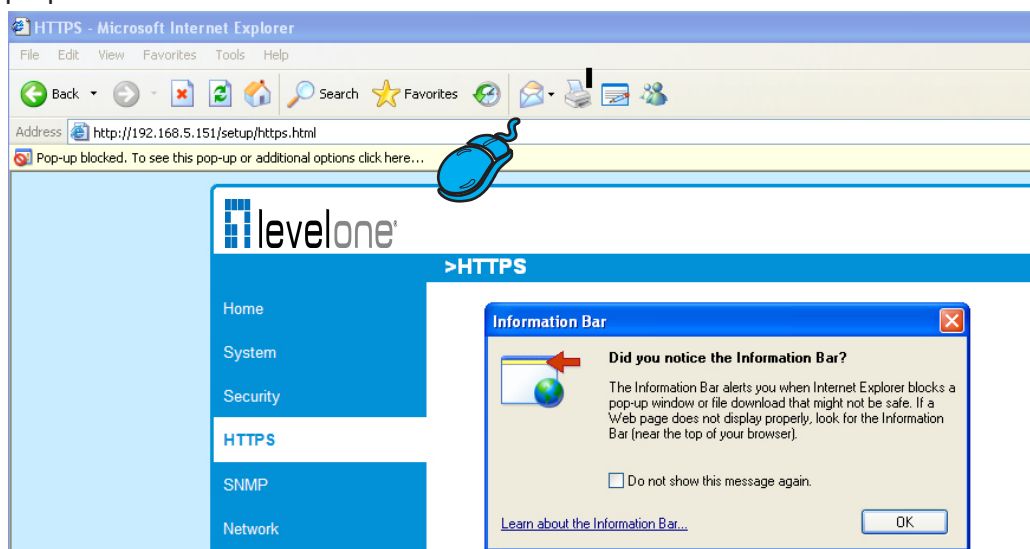 HTTPS - Microsoft Internet Explorer
File Edit View Favorites Tools Help
Back Search Favorites
Address http://192.168.5.151/setup/https.html
Pop-up blocked. To see this pop-up or additional options click here...
levelone
>HTTPS
Home
System
Security
HTTPS
SNMP
Network
Information Bar
Did you notice the Information Bar?
The Information Bar alerts you when Internet Explorer blocks a
pop-up window or file download that might not be safe. If a
Web page does not display properly, look for the Information
Bar (near the top of your browser).
Do not show this message again.
Learn about the Information Bar...
OK